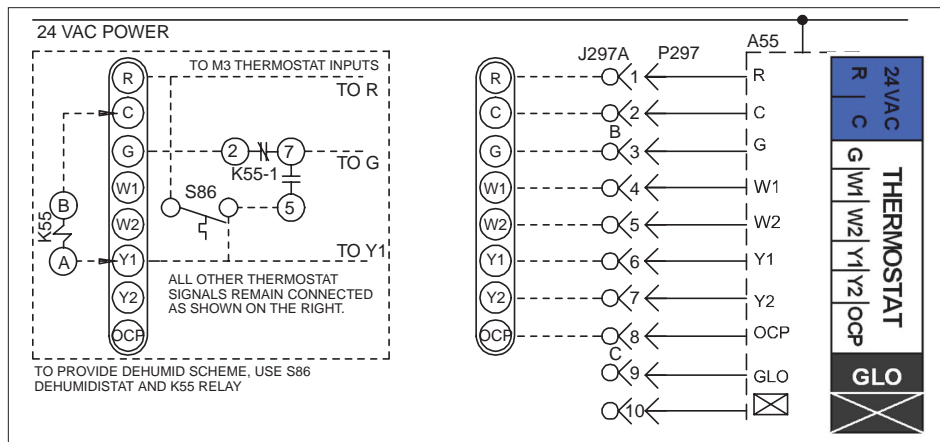 24 VAC POWER
TO M3 THERMOSTAT INPUTS
TO R
R
C
G
W1
W2
Y1
Y2
OCP
B
K55
A
2
7
K55-1
5
S86
TO G
TO Y1
ALL OTHER THERMOSTAT
SIGNALS REMAIN CONNECTED
AS SHOWN ON THE RIGHT.
TO PROVIDE DEHUMID SCHEME, USE S86
DEHUMIDISTAT AND K55 RELAY
J297A P297 A55
R 1 R
C 2 C
B
G 3 G
W1 4 W1
W2 5 W2
Y1 6 Y1
Y2 7 Y2
OCP 8 OCP
C
9 GLO
10
24VAC
R C
THERMOSTAT
G W1 W2 Y1 Y2 OCP
GLO